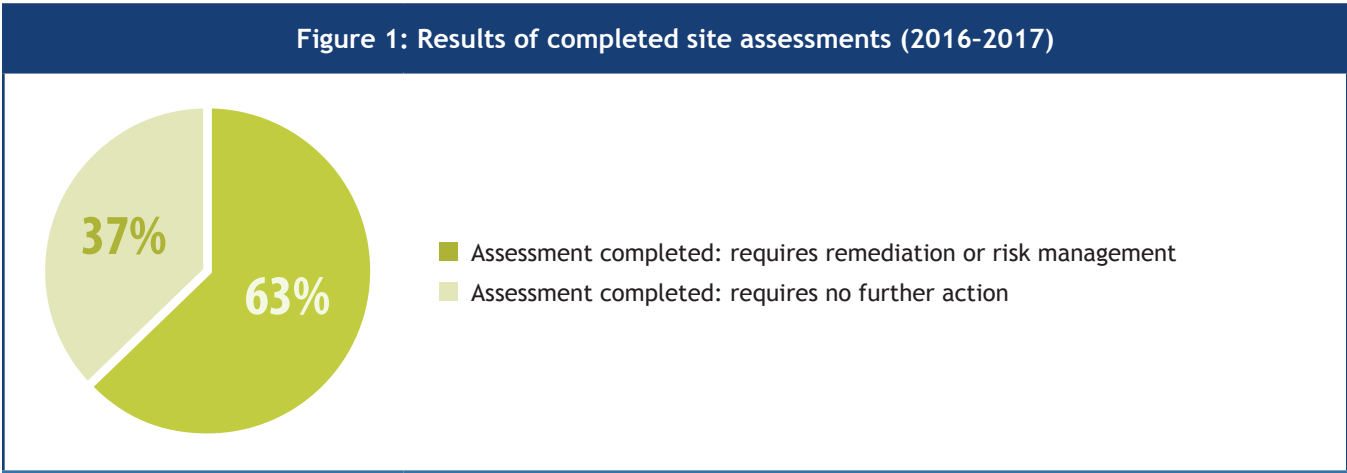 Figure 1: Results of completed site assessments (2016–2017)
37%
63%
Assessment completed: requires remediation or risk management
Assessment completed: requires no further action